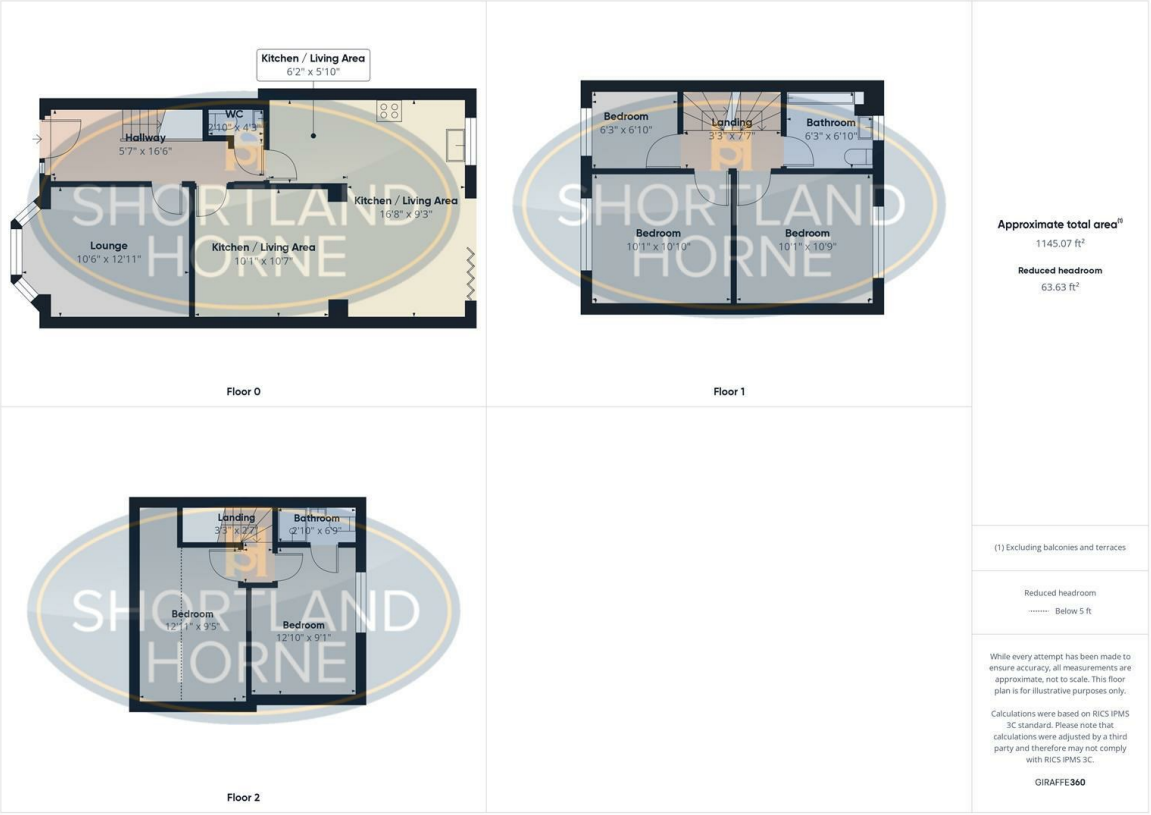 Kitchen / Living Area
6'2" x 5'10"
WC
2'10" x 4'3"
Hallway
5'7" x 16'6"
Kitchen / Living Area
16'8" x 9'3"
Lounge
10'6" x 12'11"
Kitchen / Living Area
10'1" x 10'7"
SHORTLAND
HORNE
Floor 0
Bedroom
6'3" x 6'10"
Landing
3'3" x 7'7"
Bathroom
6'3" x 6'10"
Bedroom
10'1" x 10'10"
Bedroom
10'1" x 10'9"
SHORTLAND
HORNE
Floor 1
Landing
3'3" x 2'7"
Bathroom
2'10" x 6'9"
Bedroom
12'11" x 9'5"
Bedroom
12'10" x 9'1"
SHORTLAND
HORNE
Floor 2
Approximate total area(1)
1145.07 ft²
Reduced headroom
63.63 ft²
(1) Excluding balconies and terraces
Reduced headroom
Below 5 ft
While every attempt has been made to
ensure accuracy, all measurements are
approximate, not to scale. This floor
plan is for illustrative purposes only.
Calculations were based on RICS IPMS
3C standard. Please note that
calculations were adjusted by a third
party and therefore may not comply
with RICS IPMS 3C.
GIRAFFE360